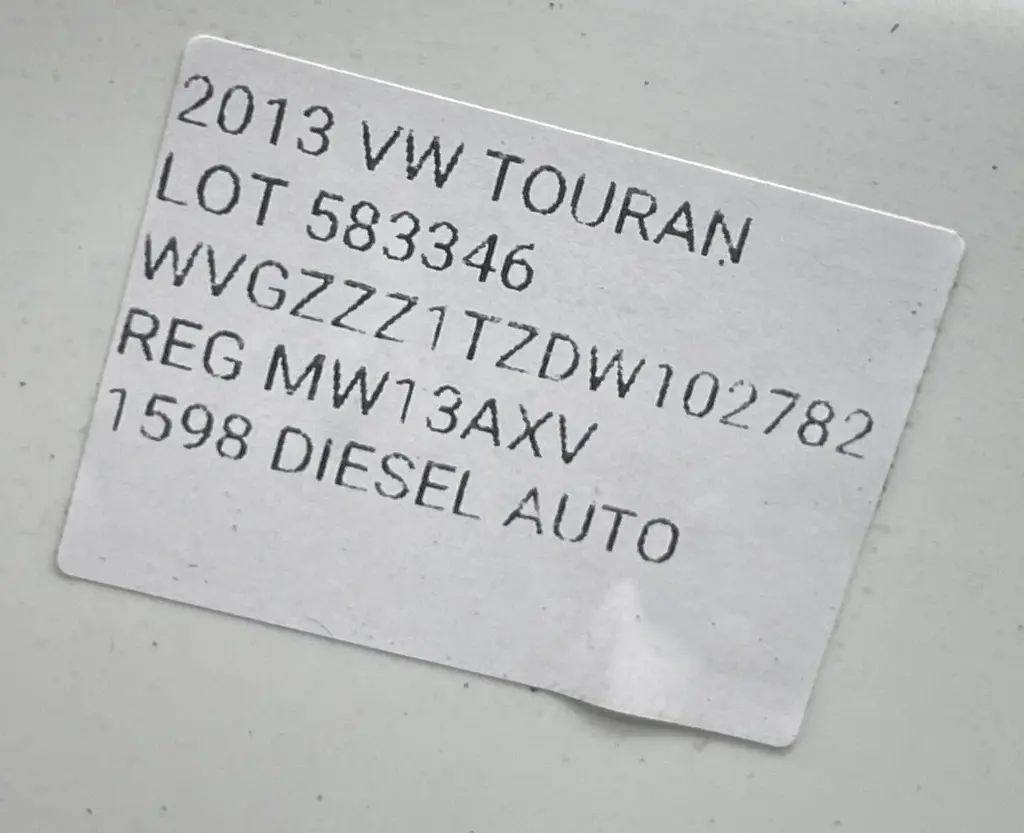 2013 VW TOURAN
LOT 583346
WVGZZZ1TZDW102782
REG MW13AXV
1598 DIESEL AUTO